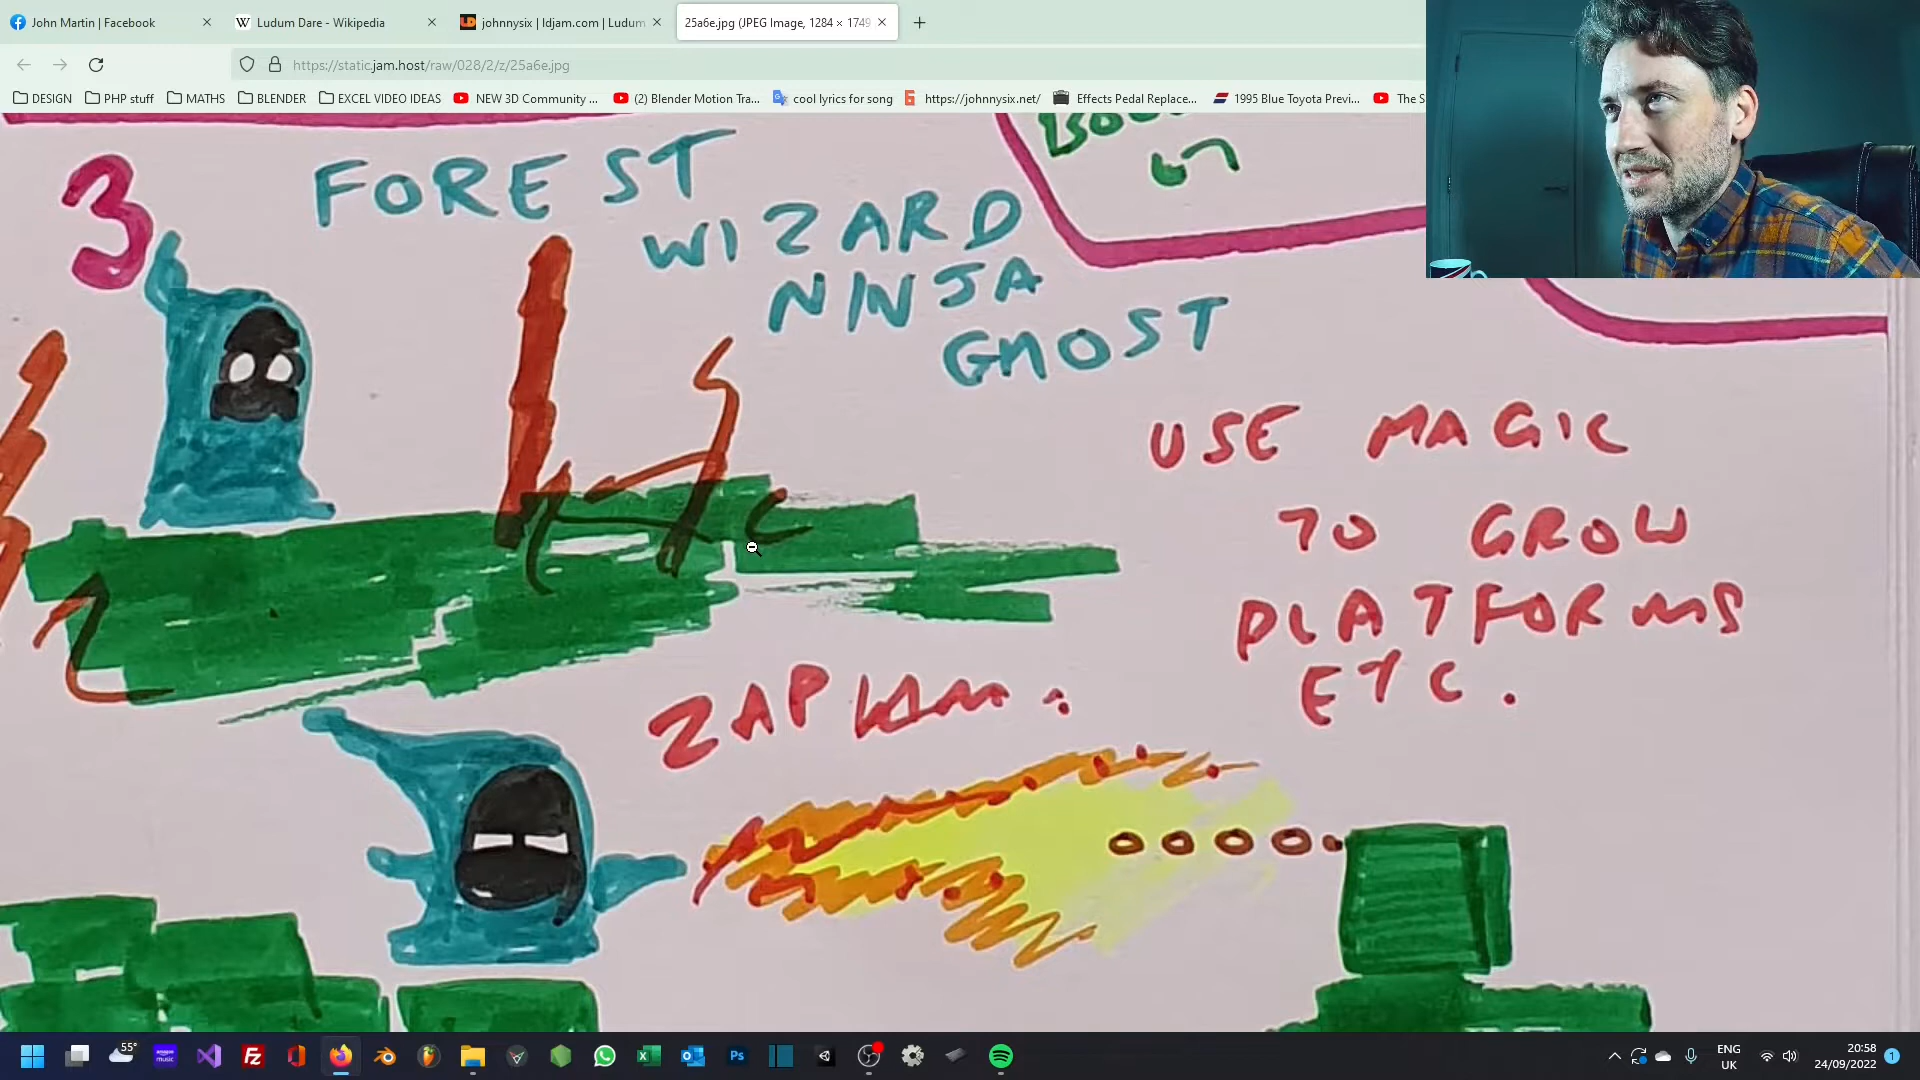 John Martin | Facebook
Ludum Dare - Wikipedia
johnnysix | ldjam.com | Ludum
25a6e.jpg (JPEG Image, 1284 × 1749
https://static.jam.host/raw/028/2/z/25a6e.jpg
DESIGN
PHP stuff
MATHS
BLENDER
EXCEL VIDEO IDEAS
NEW 3D Community ...
(2) Blender Motion Tra...
cool lyrics for song
https://johnnysix.net/
Effects Pedal Replace...
1995 Blue Toyota Previ...
The S
3
FOREST
WIZARD
NINJA
GHOST
USE MAGIC
TO GROW
PLATFORMS
ETC.
55°
ENG
UK
20:58
24/09/2022
1